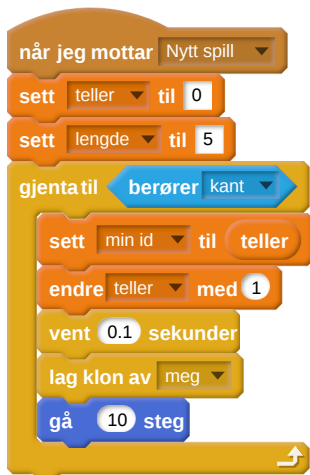 når jeg mottar Nytt spill
sett teller til 0
sett lengde til 5
gjenta til berører kant
sett min id til teller
endre teller med 1
vent 0.1 sekunder
lag klon av meg
gå 10 steg